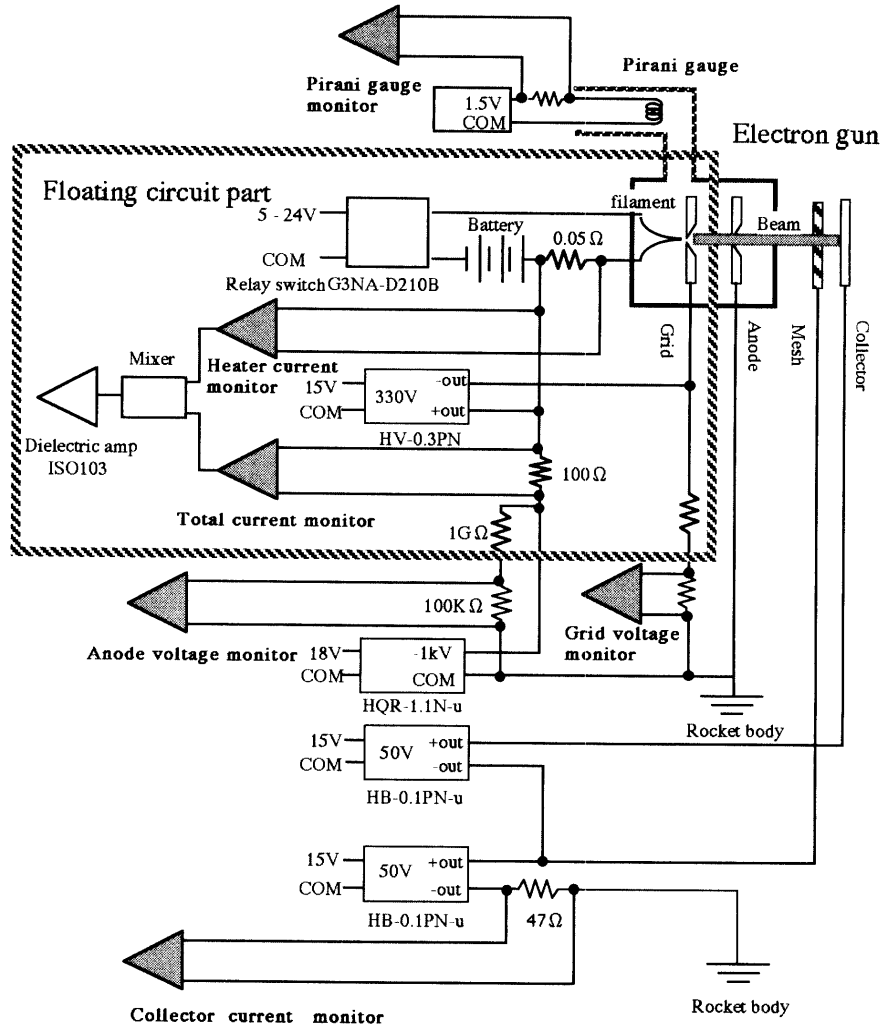 Pirani gauge
Pirani gauge
monitor
1.5V
COM
Electron gun
Floating circuit part
filament
5 - 24V
Battery
0.05 Ω
Beam
COM
Relay switch G3NA-D210B
Grid
Anode
Mesh
Collector
Mixer
Heater current
monitor
15V
-out
330V
COM
+out
HV-0.3PN
Dielectric amp
ISO103
100 Ω
Total current monitor
1G Ω
100K Ω
Grid voltage
monitor
Anode voltage monitor
18V
-1kV
COM
COM
HQR-1.1N-u
Rocket body
15V
+out
50V
COM
-out
HB-0.1PN-u
15V
+out
50V
COM
-out
HB-0.1PN-u
47 Ω
Rocket body
Collector current monitor